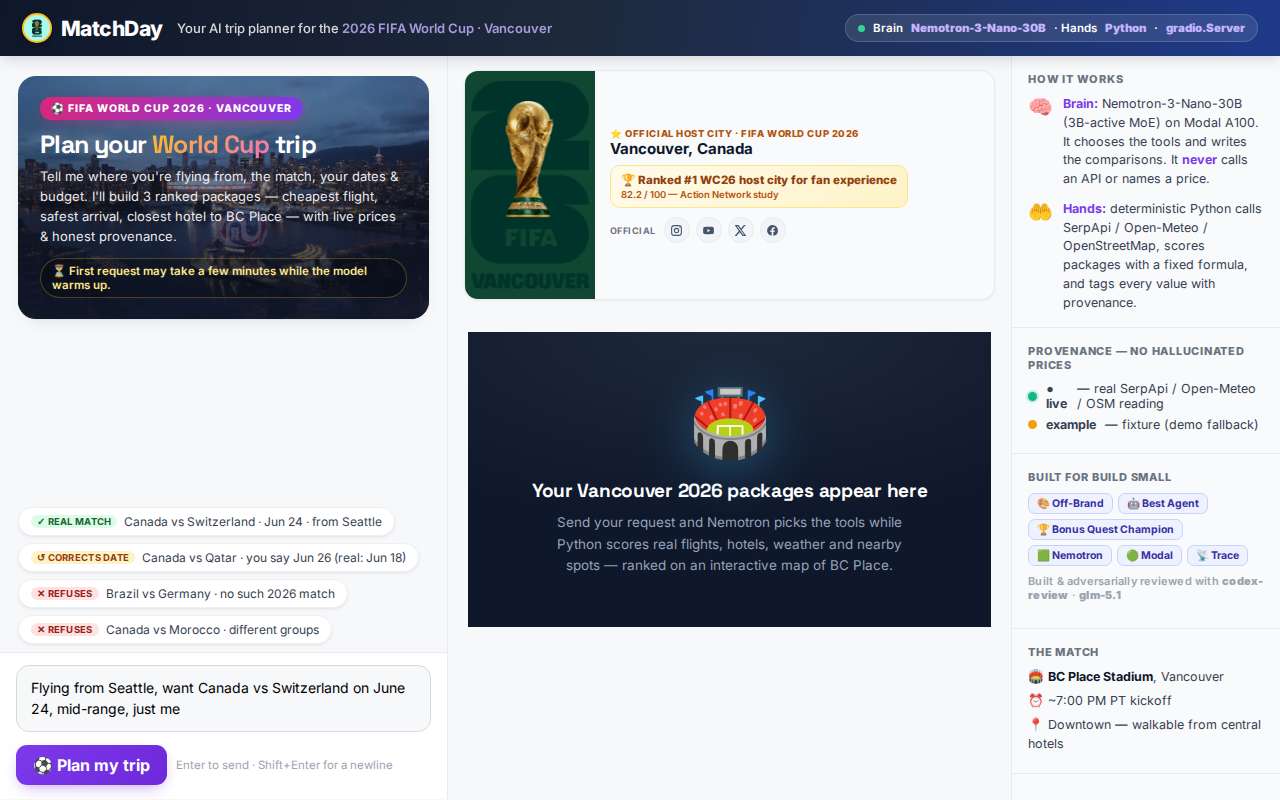 MatchDay
Your AI trip planner for the 2026 FIFA World Cup · Vancouver
Brain Nemotron-3-Nano-30B · Hands Python · gradio.Server
⚽ FIFA WORLD CUP 2026 · VANCOUVER
Plan your World Cup trip
Tell me where you're flying from, the match, your dates &
budget. I'll build 3 ranked packages — cheapest flight,
safest arrival, closest hotel to BC Place — with live prices
& honest provenance.
⏳ First request may take a few minutes while the model
warms up.
✓ REAL MATCH Canada vs Switzerland · Jun 24 · from Seattle
↺ CORRECTS DATE Canada vs Qatar · you say Jun 26 (real: Jun 18)
✕ REFUSES Brazil vs Germany · no such 2026 match
✕ REFUSES Canada vs Morocco · different groups
Flying from Seattle, want Canada vs Switzerland on June
24, mid-range, just me
⚽ Plan my trip
Enter to send · Shift+Enter for a newline
FIFA
VANCOUVER
⭐ OFFICIAL HOST CITY · FIFA WORLD CUP 2026
Vancouver, Canada
🏆 Ranked #1 WC26 host city for fan experience
82.2 / 100 — Action Network study
OFFICIAL
Your Vancouver 2026 packages appear here
Send your request and Nemotron picks the tools while
Python scores real flights, hotels, weather and nearby
spots — ranked on an interactive map of BC Place.
HOW IT WORKS
🧠 Brain: Nemotron-3-Nano-30B
(3B-active MoE) on Modal A100.
It chooses the tools and writes
the comparisons. It never calls
an API or names a price.
🤲 Hands: deterministic Python calls
SerpApi / Open-Meteo /
OpenStreetMap, scores
packages with a fixed formula,
and tags every value with
provenance.
PROVENANCE — NO HALLUCINATED
PRICES
● live — real SerpApi / Open-Meteo
/ OSM reading
example — fixture (demo fallback)
BUILT FOR BUILD SMALL
🎨 Off-Brand 🤖 Best Agent
🏆 Bonus Quest Champion
🟩 Nemotron 🟢 Modal 📡 Trace
Built & adversarially reviewed with codex-
review · glm-5.1
THE MATCH
🏟️ BC Place Stadium, Vancouver
⏰ ~7:00 PM PT kickoff
📍 Downtown — walkable from central
hotels